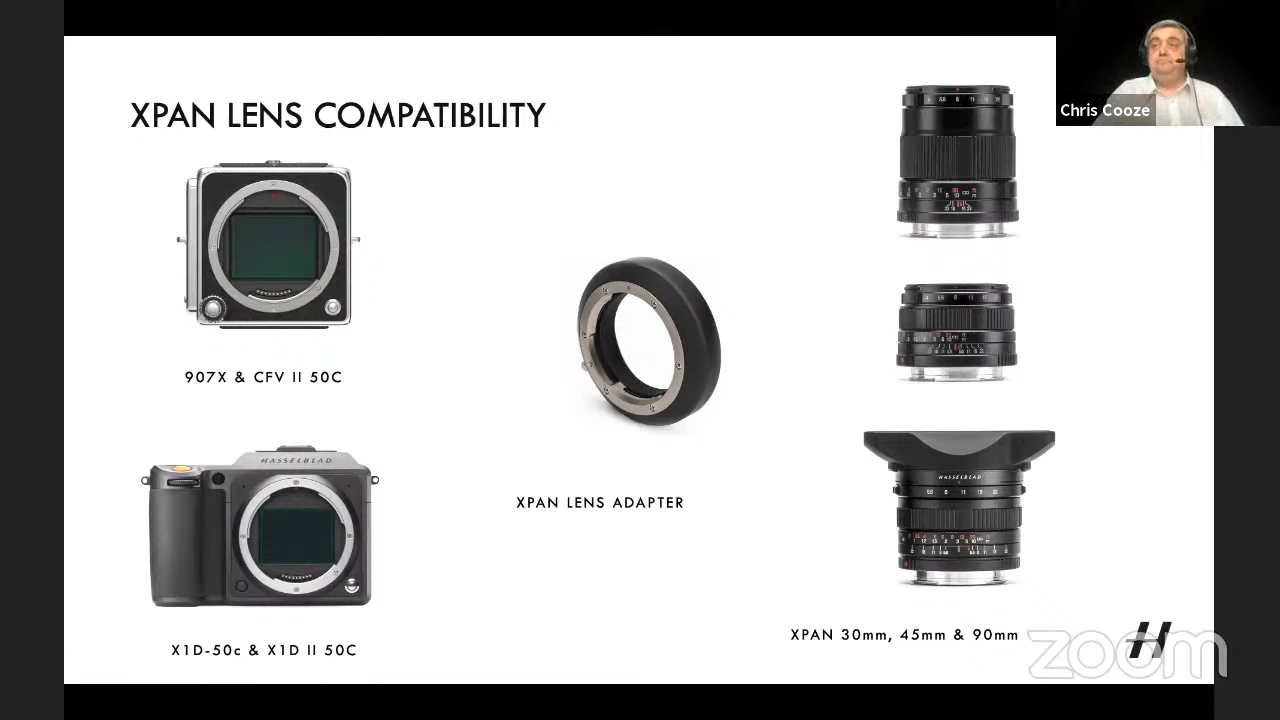 XPAN LENS COMPATIBILITY
Chris Cooze
907X & CFV II 50C
HASSELBLAD
X1D-50c & X1D II 50C
XPAN LENS ADAPTER
HASSELBLAD
XPAN 30mm, 45mm & 90mm
H
zoom